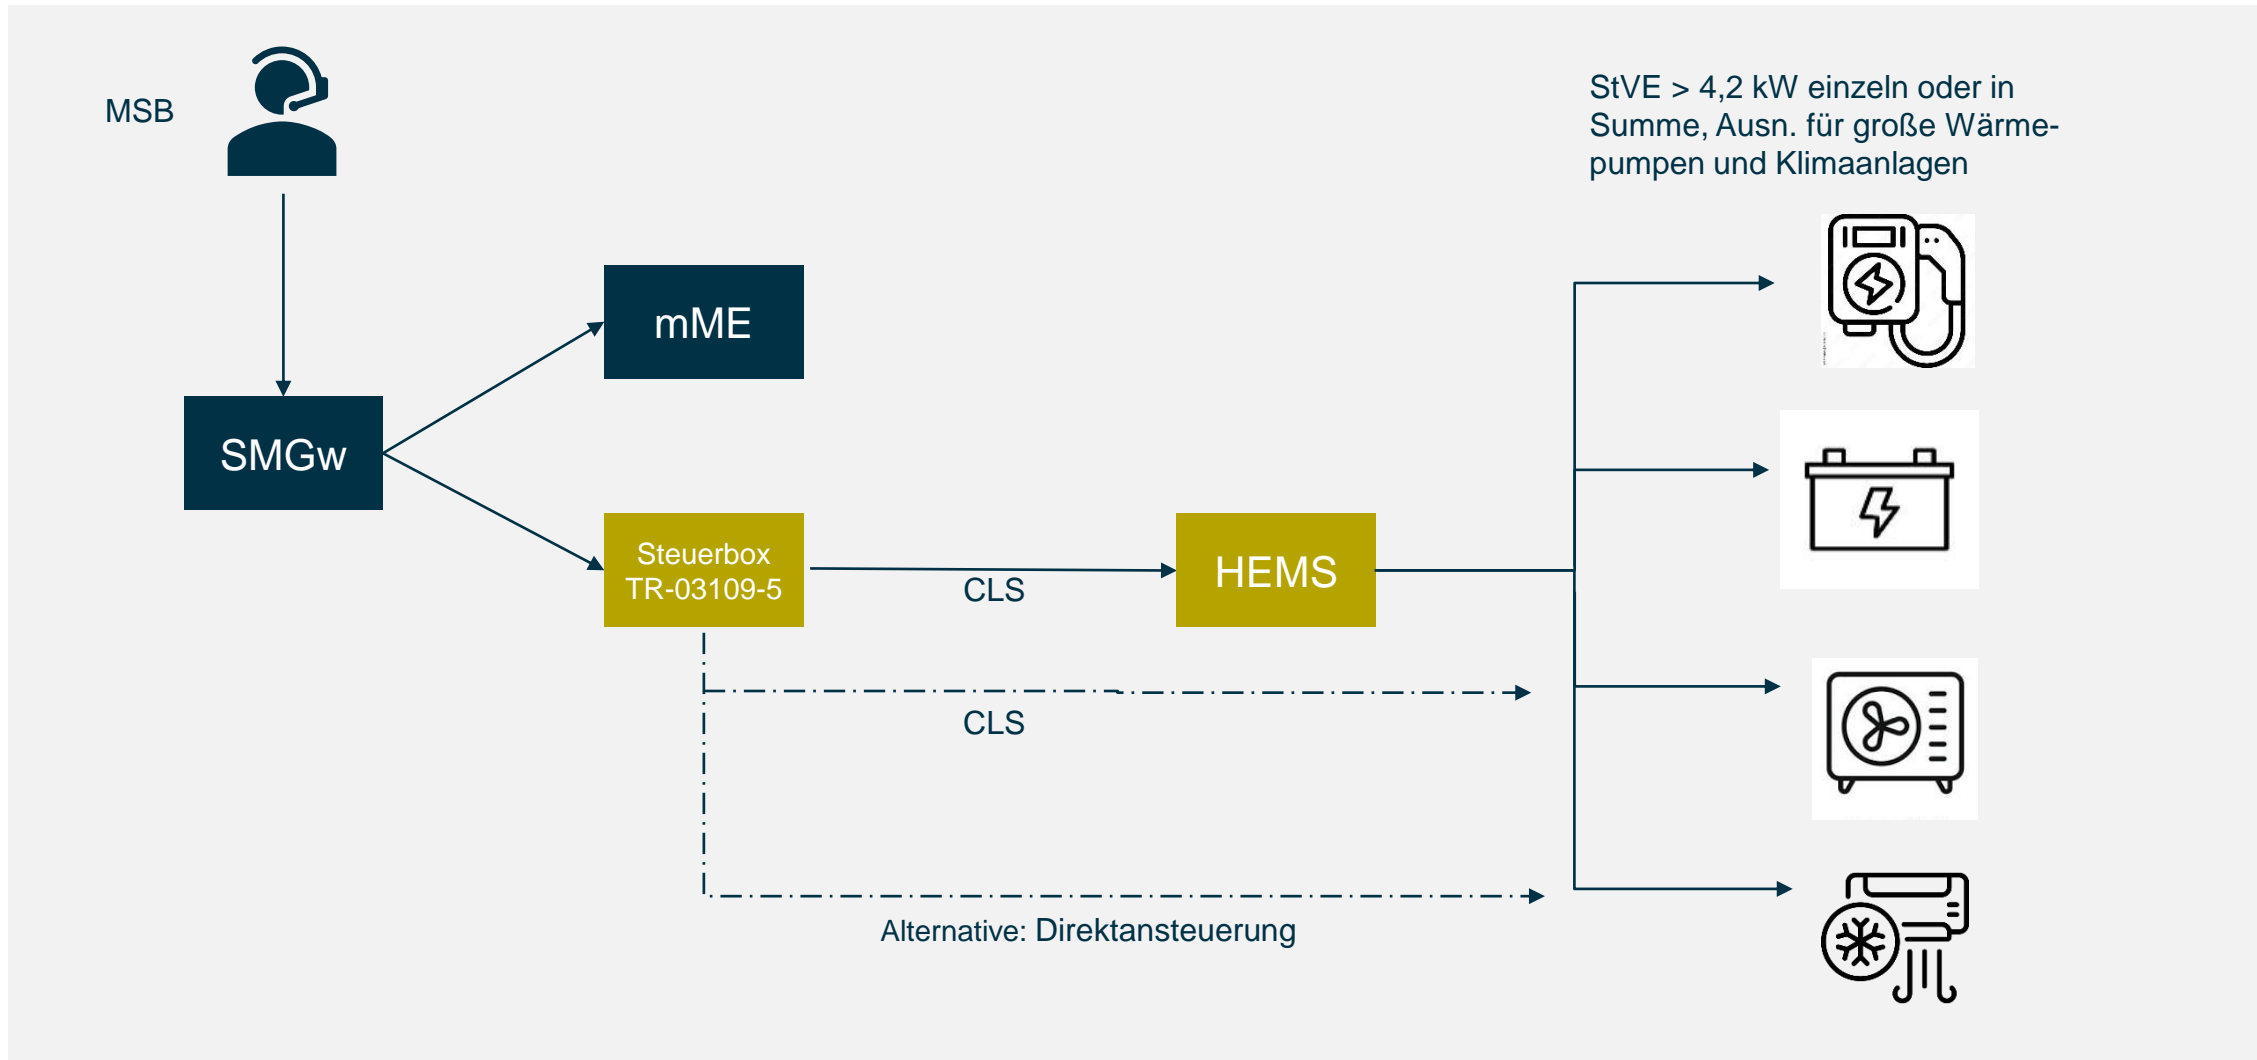 MSB
StVE > 4,2 kW einzeln oder in
Summe, Ausn. für große Wärme-
pumpen und Klimaanlagen
mME
SMGw
Steuerbox
TR-03109-5
CLS
HEMS
CLS
Alternative: Direktansteuerung